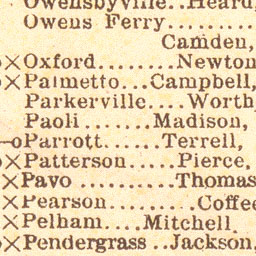 Owensbyville..Heard,
Owens Ferry.........
Camden,
o×Oxford........Newton
o×Palmetto...Campbell,
Parkerville....Worth,
Paoli.......Madison,
—oParrott......Terrell,
o×Patterson.....Pierce,
×Pavo..........Thomas
×Pearson........Coffee
×Pelham....Mitchell.
o×Pendergrass..Jackson,